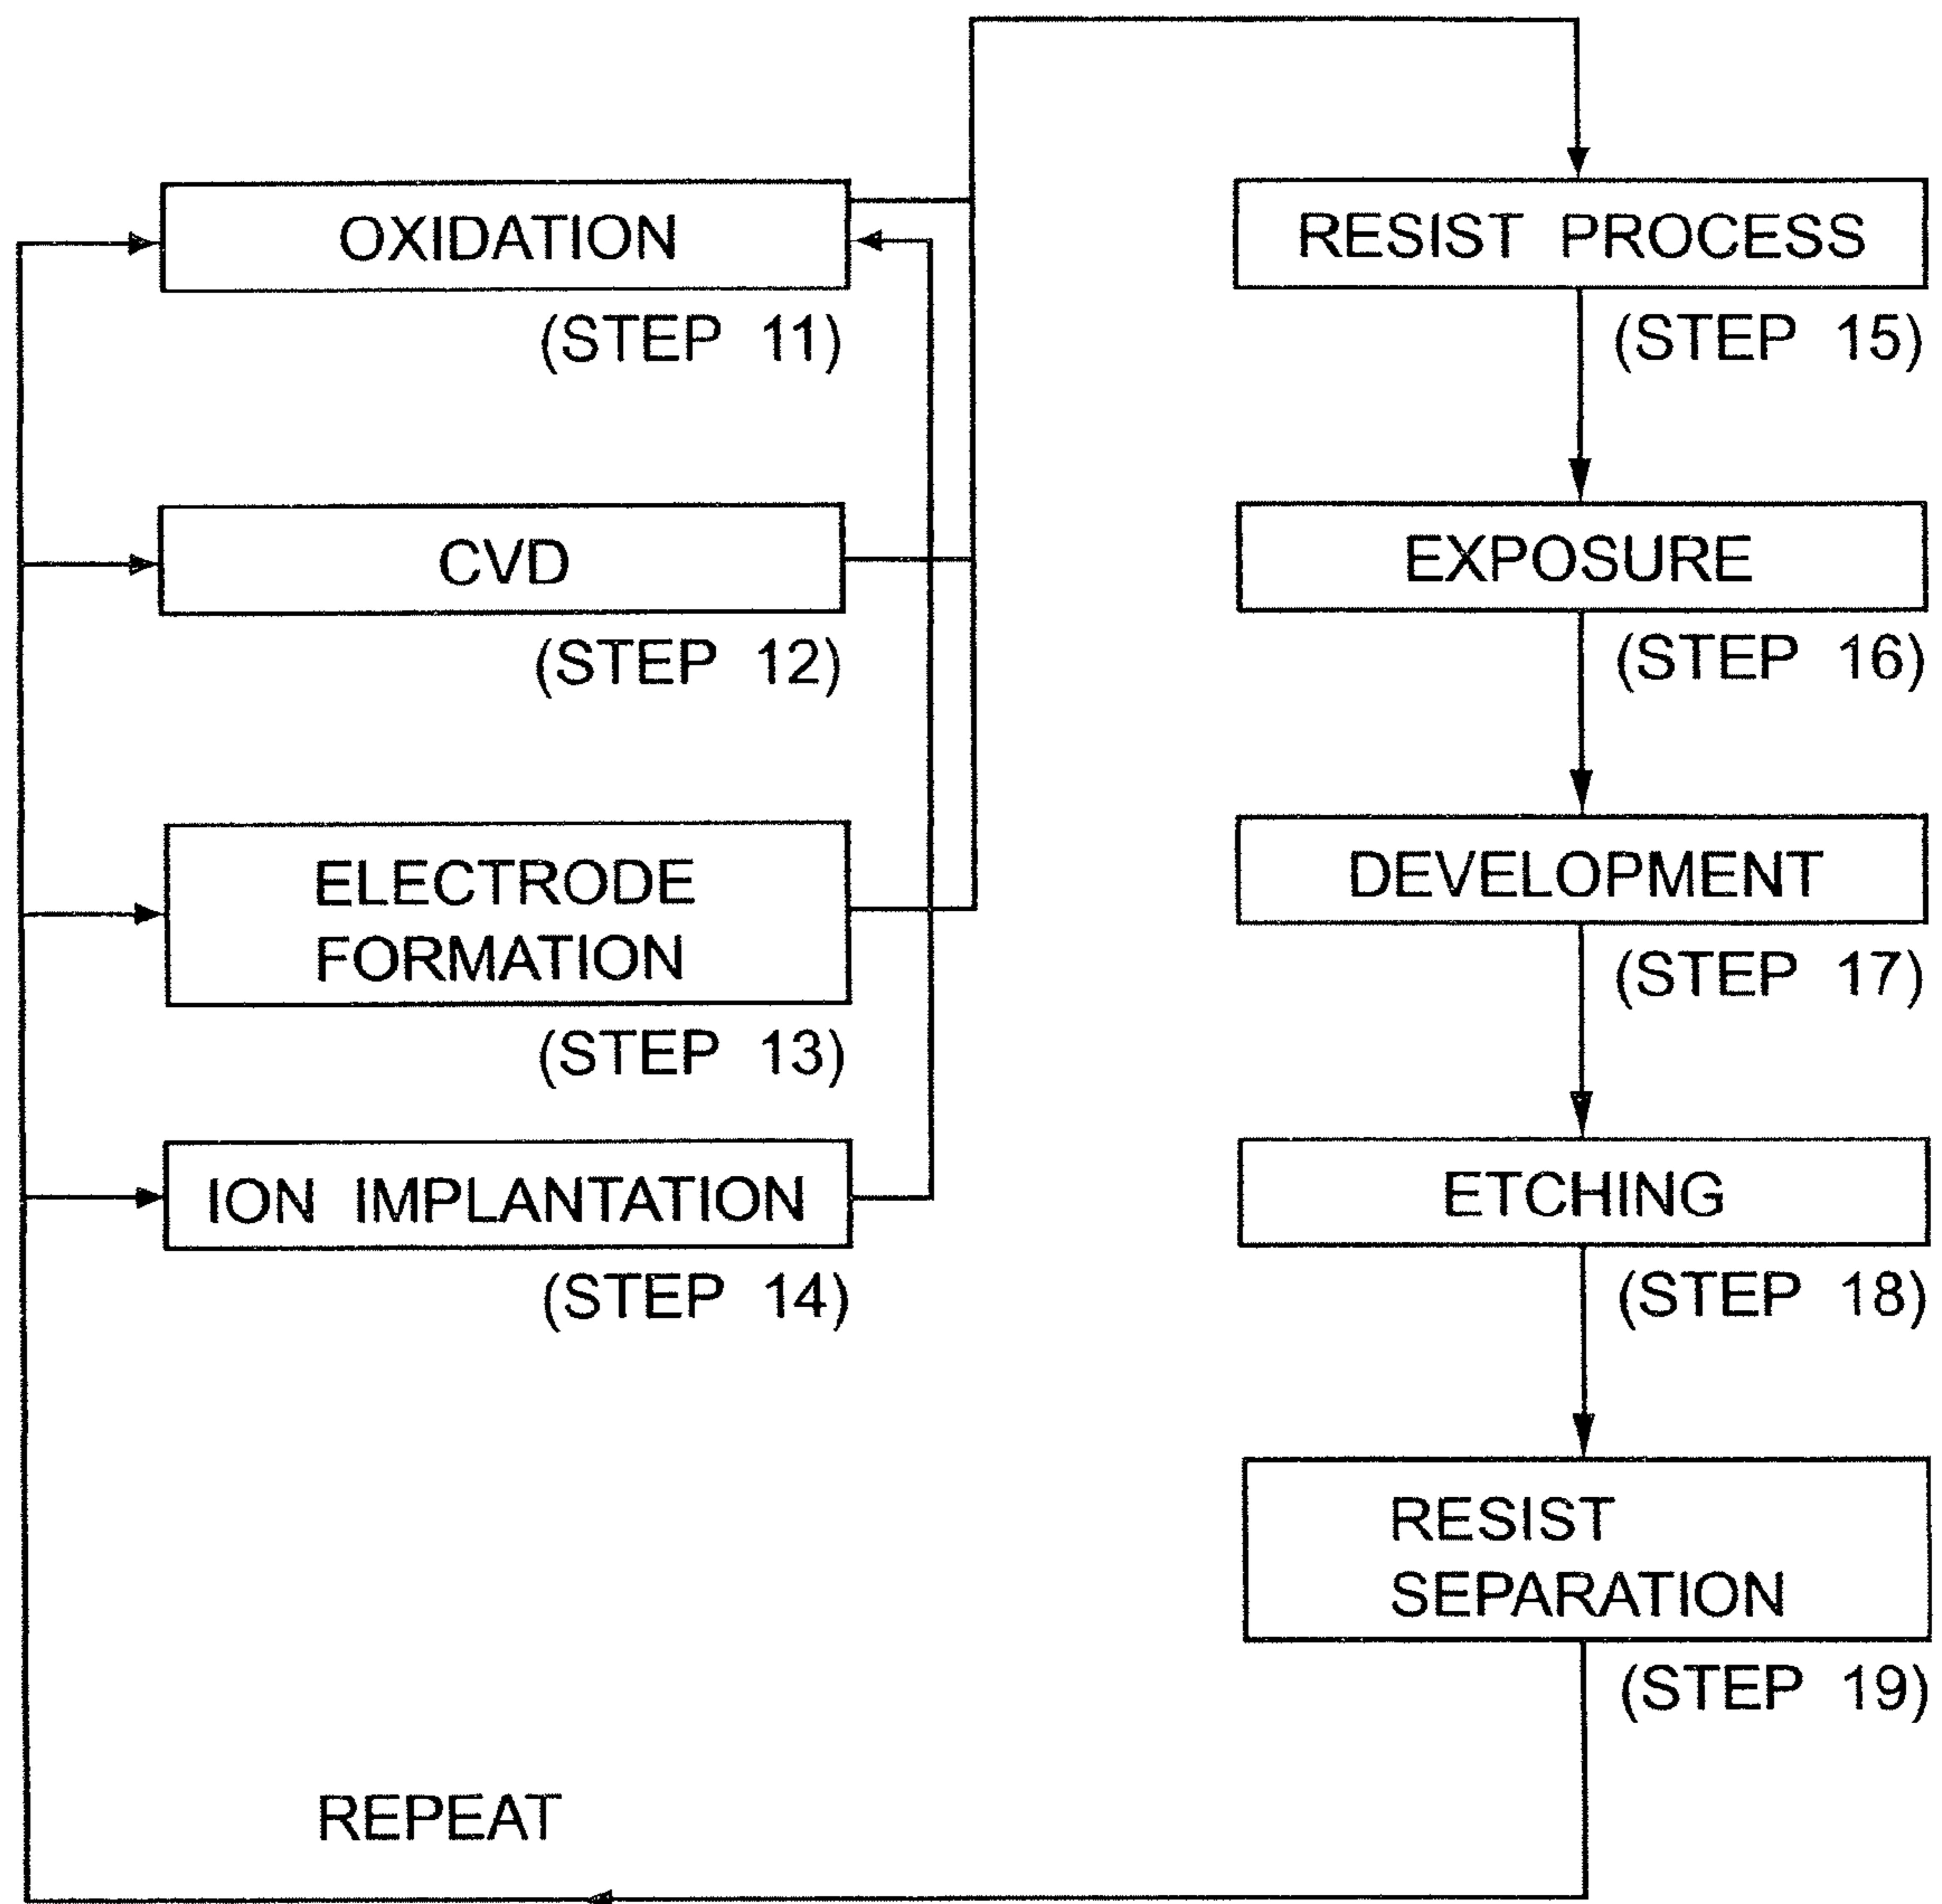 OXIDATION
(STEP 11)
CVD
(STEP 12)
ELECTRODE
FORMATION
(STEP 13)
ION IMPLANTATION
(STEP 14)
RESIST PROCESS
(STEP 15)
EXPOSURE
(STEP 16)
DEVELOPMENT
(STEP 17)
ETCHING
(STEP 18)
RESIST
SEPARATION
(STEP 19)
REPEAT